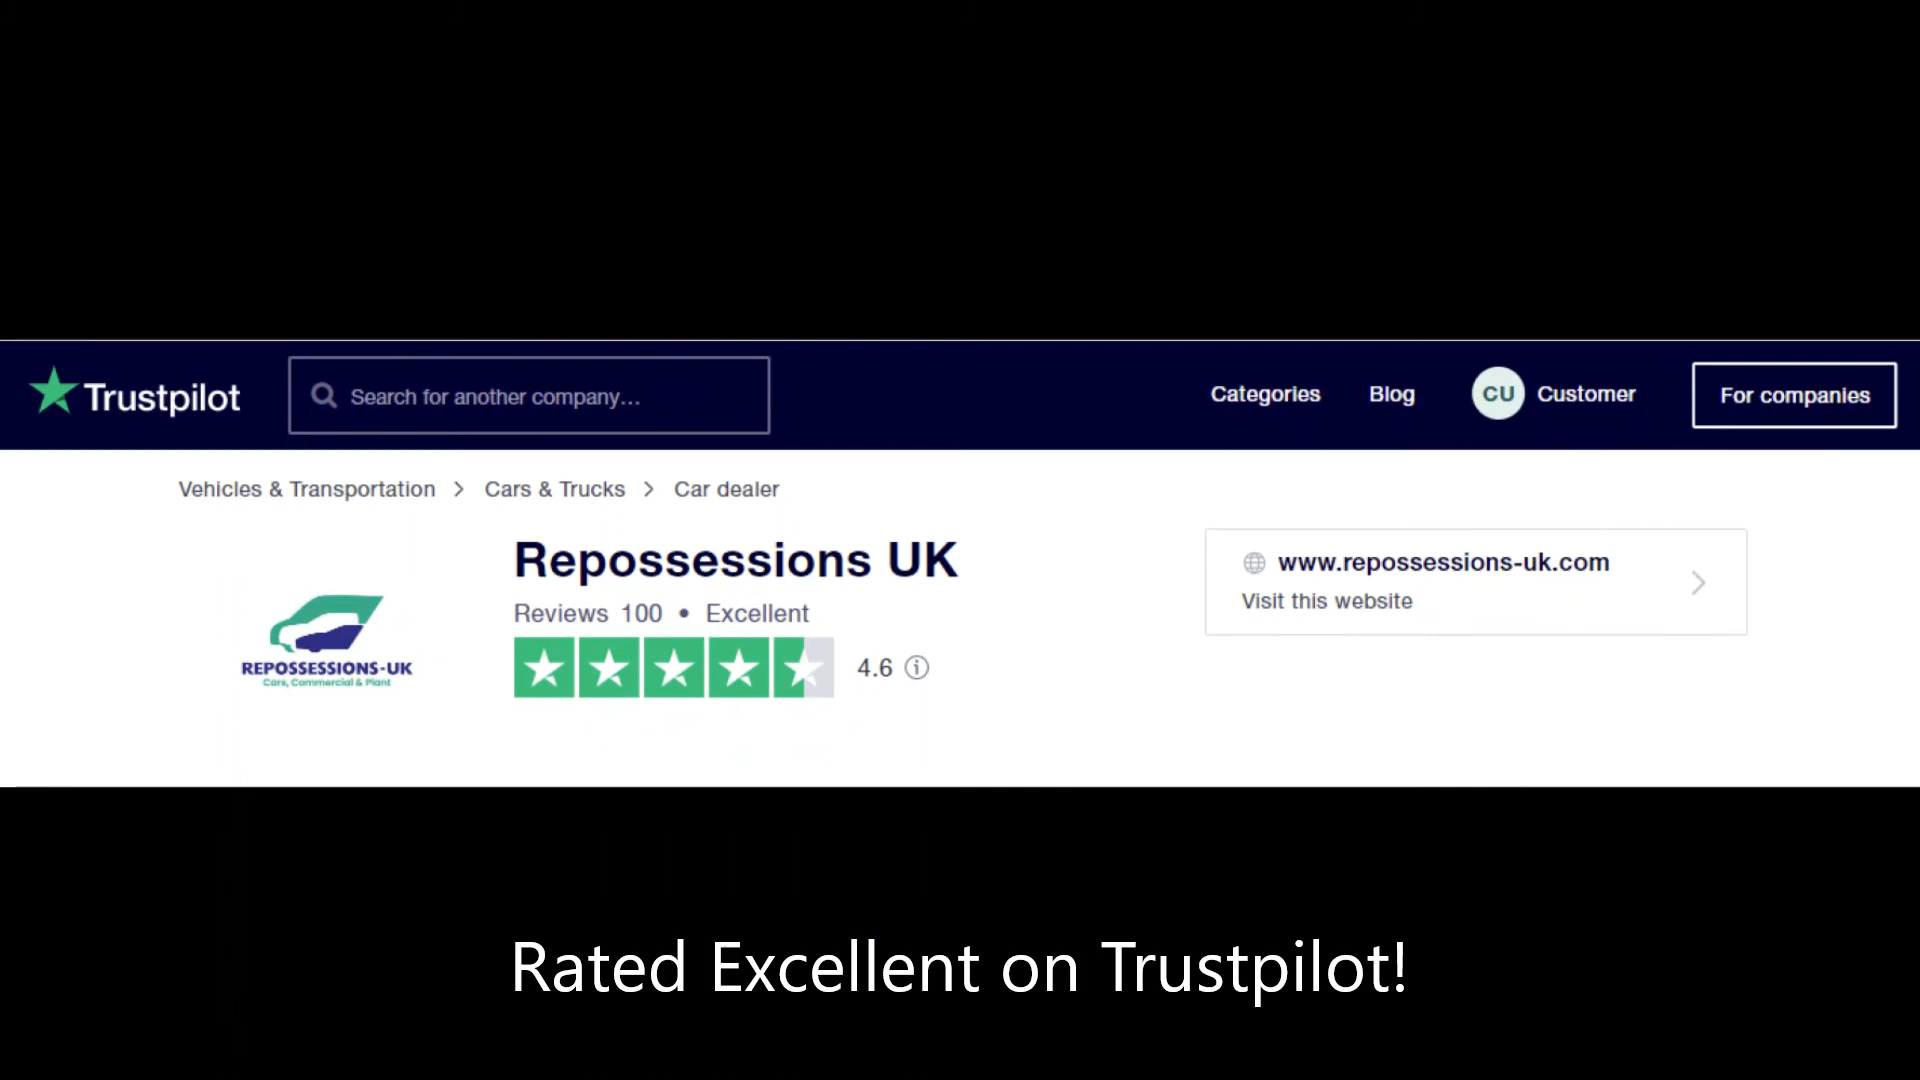 Trustpilot
Search for another company...
Categories
Blog
CU
Customer
For companies
Vehicles & Transportation > Cars & Trucks > Car dealer
Repossessions UK
Reviews 100 • Excellent
4.6
www.repossessions-uk.com
Visit this website
REPOSSESSIONS-UK
Cars, Commercial & Plant
Rated Excellent on Trustpilot!